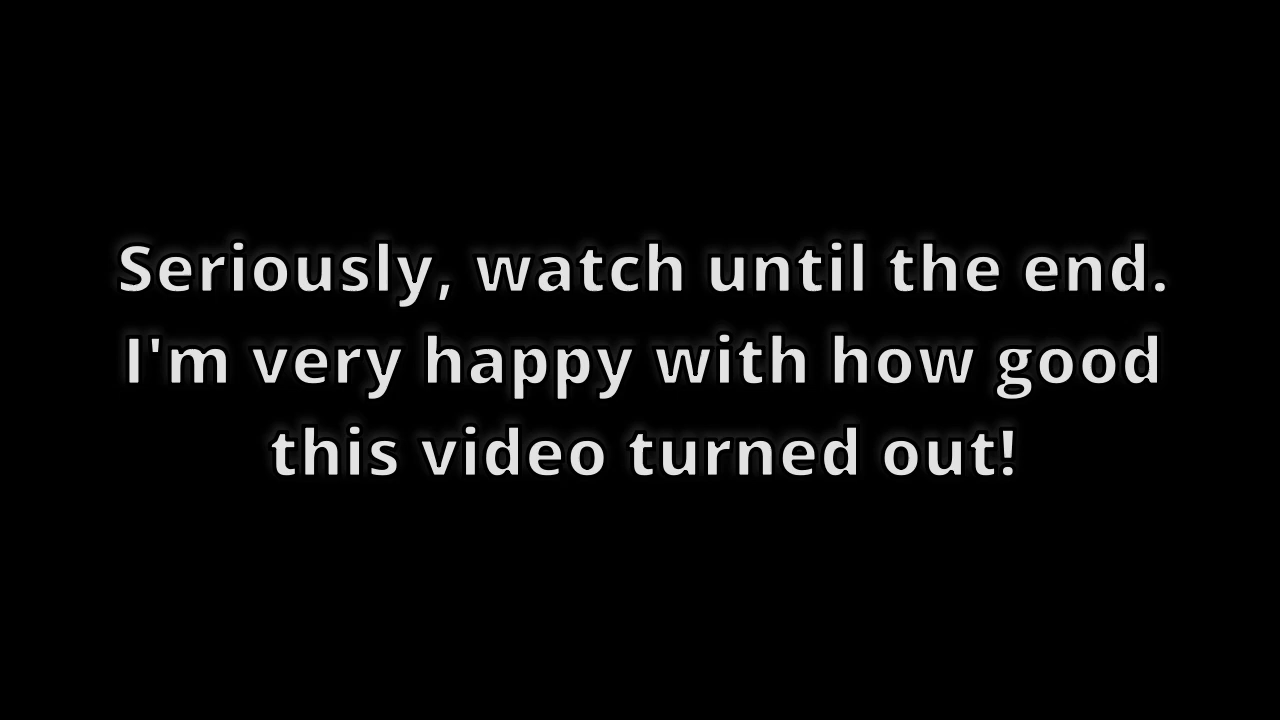 Seriously, watch until the end.
I'm very happy with how good
this video turned out!